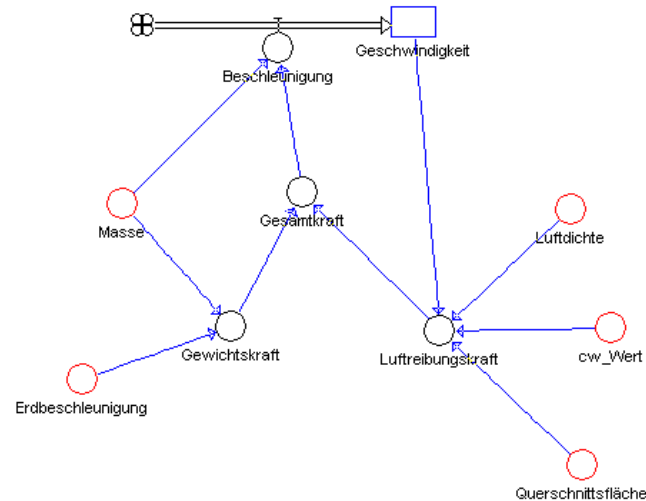 Geschwindigkeit
Beschleunigung
Gesamtkraft
Masse
Luftdichte
Gewichtskraft
Luftreibungskraft
cw_Wert
Erdbeschleunigung
Querschnittsfläche